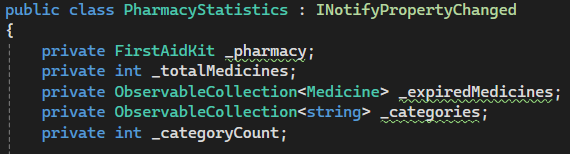 public class PharmacyStatistics : INotifyPropertyChanged
{
private FirstAidKit _pharmacy;
private int _totalMedicines;
private ObservableCollection<Medicine> _expiredMedicines;
private ObservableCollection<string> _categories;
private int _categoryCount;